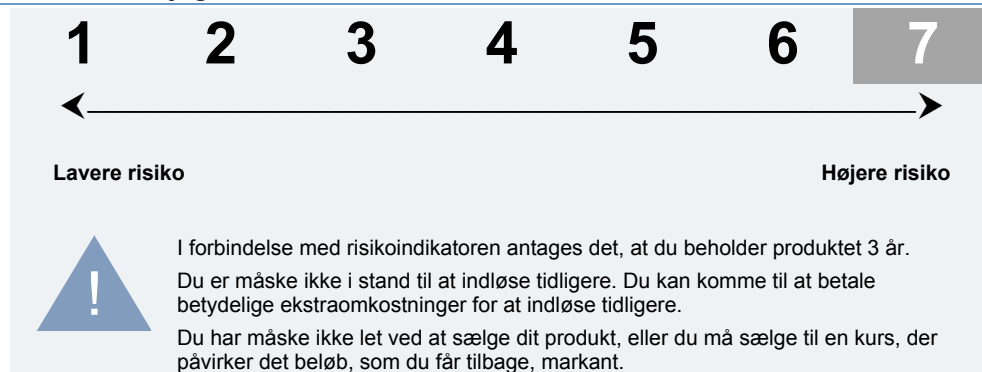 1 2 3 4 5 6 7
Lavere risiko Højere risiko
!
I forbindelse med risikoindikatoren antages det, at du beholder produktet 3 år.
Du er måske ikke i stand til at indløse tidligere. Du kan komme til at betale
betydelige ekstraomkostninger for at indløse tidligere.
Du har måske ikke let ved at sælge dit produkt, eller du må sælge til en kurs, der
påvirker det beløb, som du får tilbage, markant.